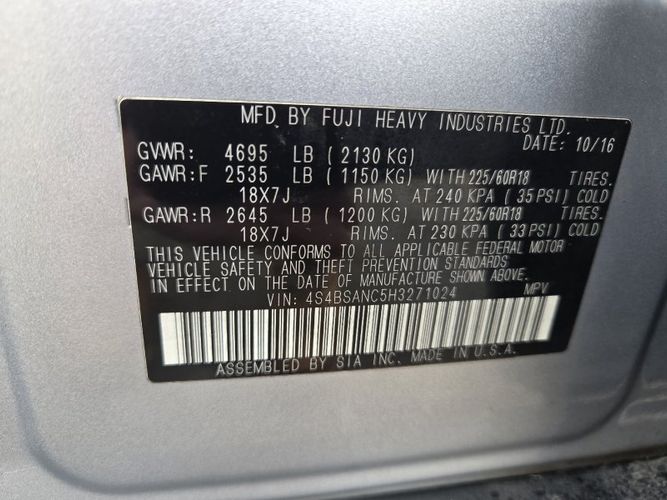 MFD. BY FUJI HEAVY INDUSTRIES LTD.
DATE: 10/16
GVWR: 4695 LB ( 2130 KG)
GAWR:F 2535 LB ( 1150 KG) WITH 225/60R18 TIRES.
18X7J RIMS. AT 240 KPA ( 35 PSI) COLD
GAWR:R 2645 LB ( 1200 KG) WITH 225/60R18 TIRES.
18X7J RIMS. AT 230 KPA ( 33 PSI) COLD
THIS VEHICLE CONFORMS TO ALL APPLICABLE FEDERAL MOTOR
VEHICLE SAFETY AND THEFT PREVENTION STANDARDS
IN EFFECT ON THE DATE OF MANUFACTURE SHOWN ABOVE.
VIN: 4S4BSANC5H3271024 MPV
ASSEMBLED BY SIA INC. MADE IN U.S.A.